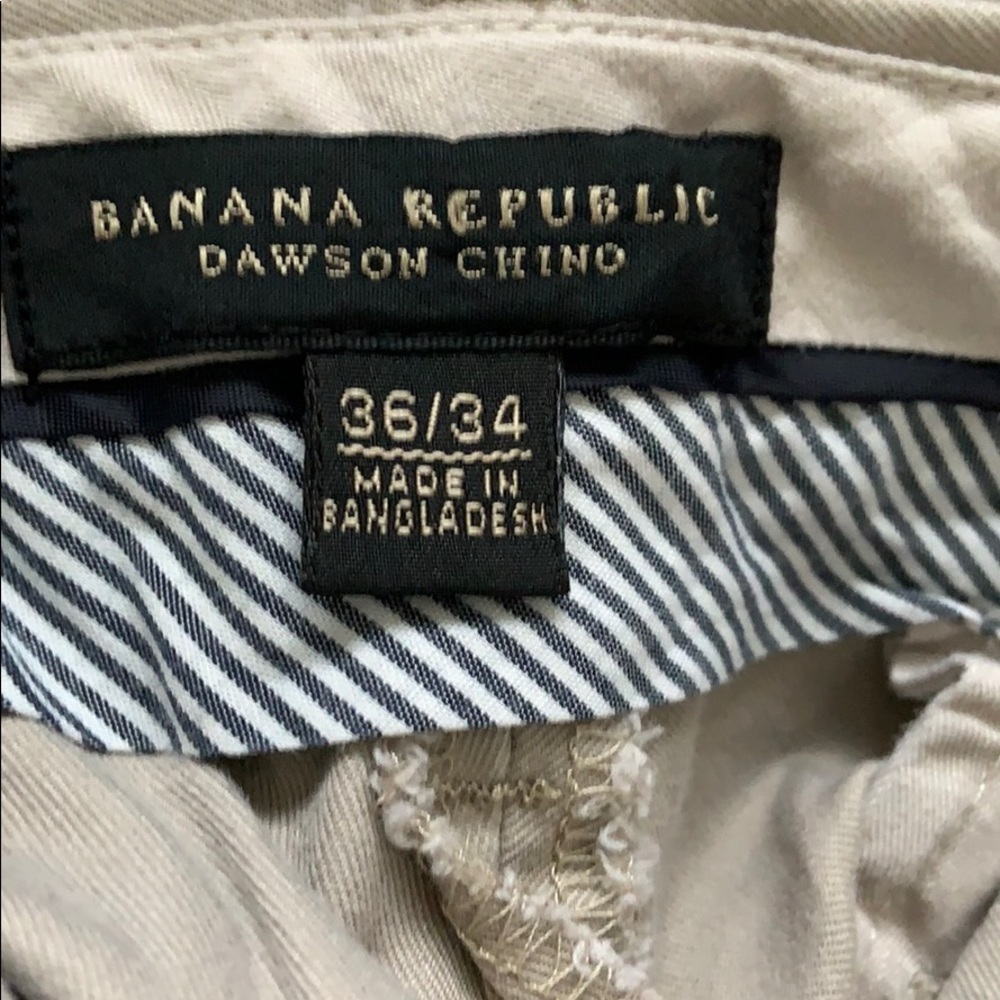 BANANA REPUBLIC
DAWSON CHINO
36/34
MADE IN
BANGLADESH